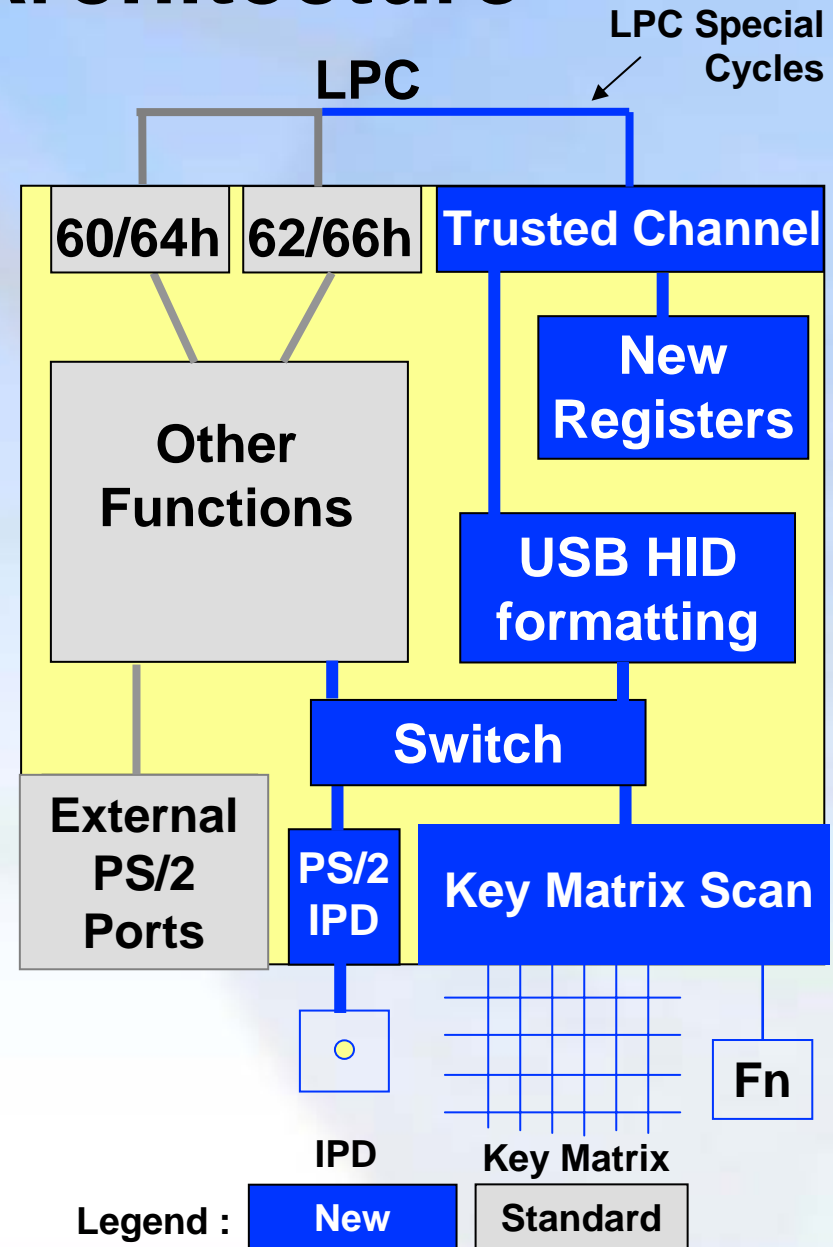 LPC Special
Cycles
LPC
60/64h
62/66h
Trusted Channel
New
Registers
Other
Functions
USB HID
formatting
Switch
External
PS/2
Ports
PS/2
IPD
Key Matrix Scan
Fn
IPD
Key Matrix
Legend :
New
Standard